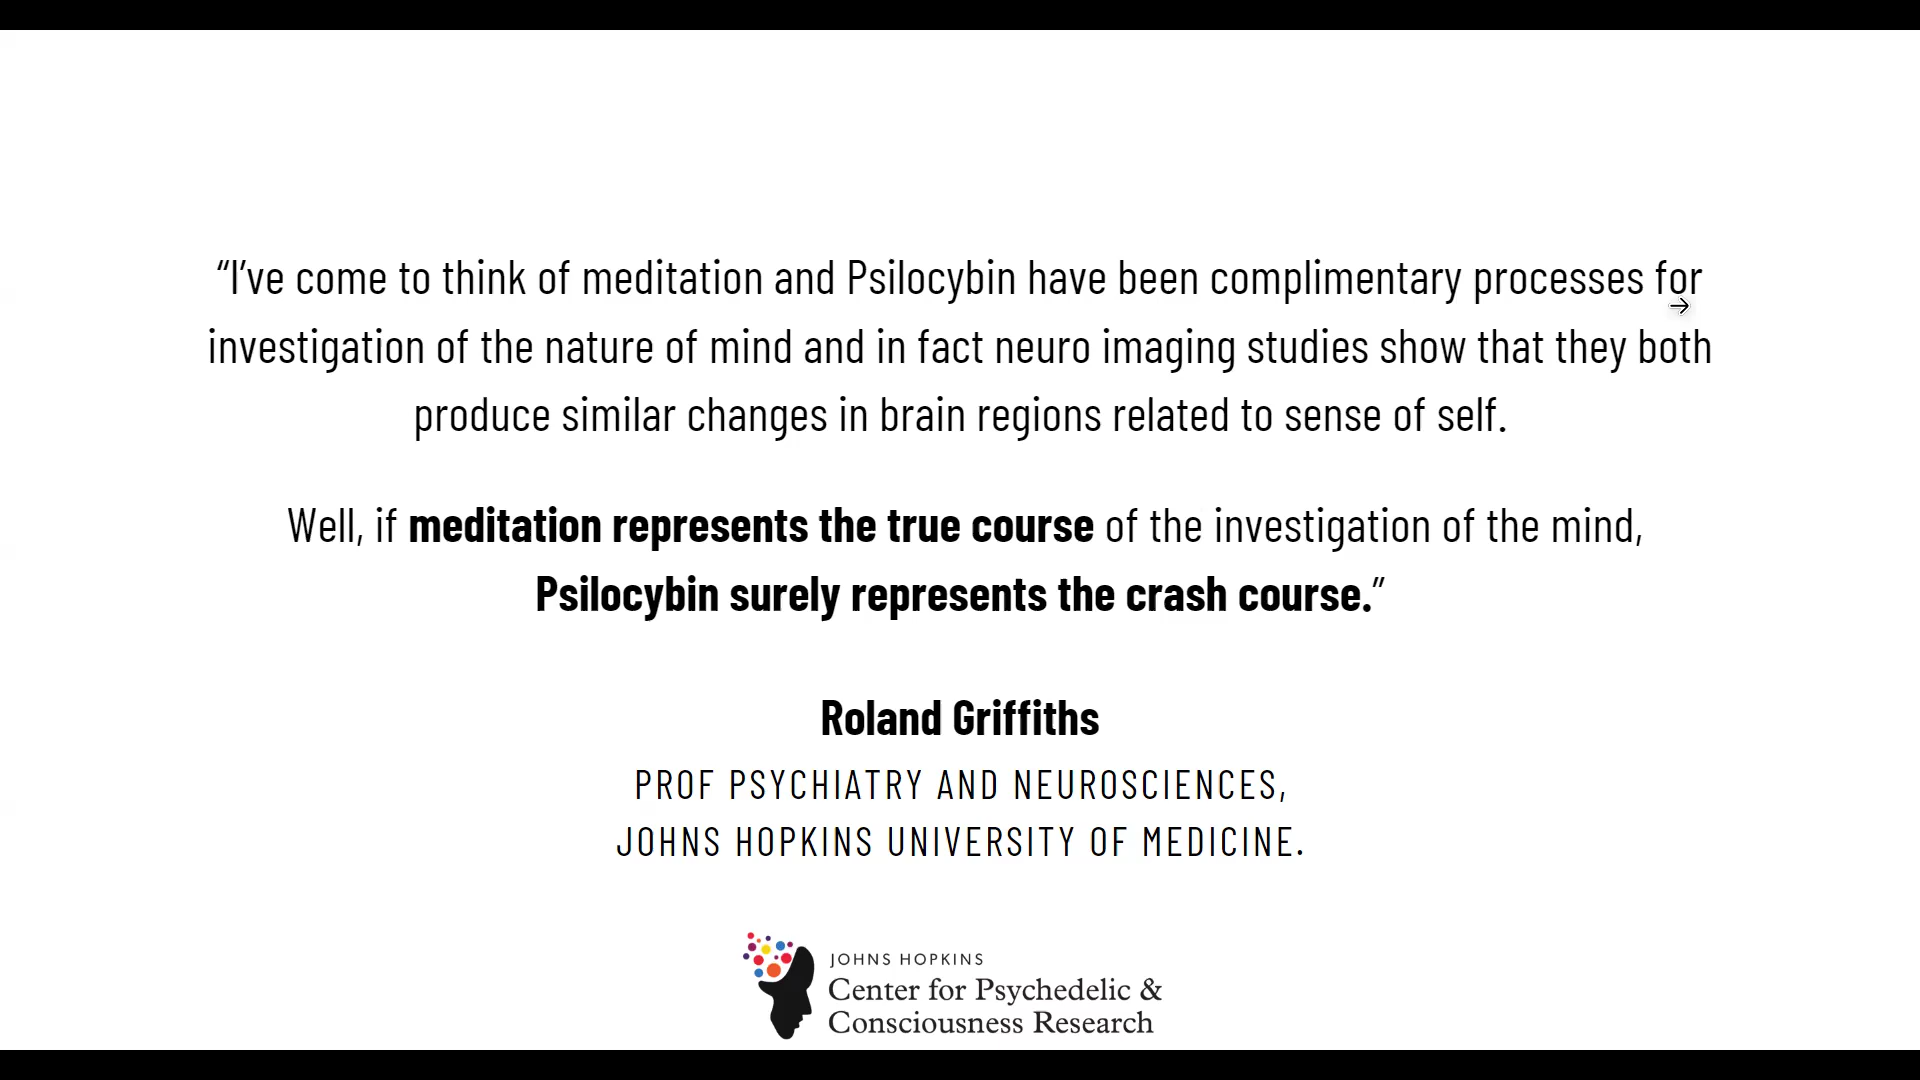 “I’ve come to think of meditation and Psilocybin have been complimentary processes for
investigation of the nature of mind and in fact neuro imaging studies show that they both
produce similar changes in brain regions related to sense of self.
Well, if meditation represents the true course of the investigation of the mind,
Psilocybin surely represents the crash course.”
Roland Griffiths
PROF PSYCHIATRY AND NEUROSCIENCES,
JOHNS HOPKINS UNIVERSITY OF MEDICINE.
JOHNS HOPKINS
Center for Psychedelic &
Consciousness Research